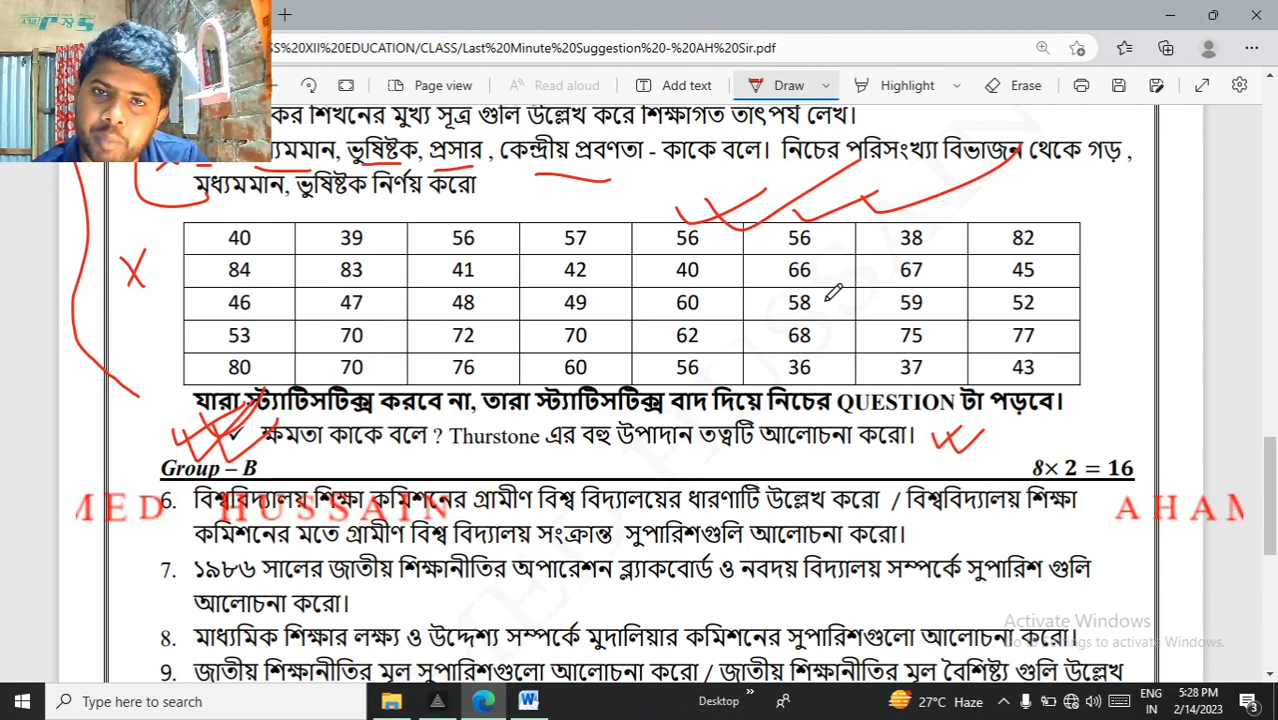 SS%20XII%20EDUCATION/CLASS/Last%20Minute%20Suggestion%20-%20AH%20Sir.pdf
Page view
Read aloud
Add text
Draw
Highlight
Erase
শিখনের মুখ্য সূত্র গুলি উল্লেখ করে শিক্ষাগত তাৎপর্য লেখ।
ভুষিষ্টক, প্রসার , কেন্দ্রীয় প্রবণতা - কাকে বলে। নিচের পরিসংখ্যা বিভাজন থেকে গড় ,
মধ্যমমান, ভুষিষ্টক নির্ণয় করো
40 39 56 57 56 56 38 82
84 83 41 42 40 66 67 45
46 47 48 49 60 58 59 52
53 70 72 70 62 68 75 77
80 70 76 60 56 36 37 43
যারা স্ট্যাটিসটিক্স করবে না, তারা স্ট্যাটিসটিক্স বাদ দিয়ে নিচের QUESTION টা পড়বে।
✓ ক্ষমতা কাকে বলে ? Thurstone এর বহু উপাদান তত্বটি আলোচনা করো।
Group – B 8× 2 = 16
6. বিশ্ববিদ্যালয় শিক্ষা কমিশনের গ্রামীণ বিশ্ব বিদ্যালয়ের ধারণাটি উল্লেখ করো / বিশ্ববিদ্যালয় শিক্ষা
MED HUSSAIN AHAM
কমিশনের মতে গ্রামীণ বিশ্ব বিদ্যালয় সংক্রান্ত সুপারিশগুলি আলোচনা করো।
7. ১৯৮৬ সালের জাতীয় শিক্ষানীতির অপারেশন ব্ল্যাকবোর্ড ও নবদয় বিদ্যালয় সম্পর্কে সুপারিশ গুলি
আলোচনা করো।
Activate Windows
Go to Settings to activate Windows.
8. মাধ্যমিক শিক্ষার লক্ষ্য ও উদ্দেশ্য সম্পর্কে মুদালিয়ার কমিশনের সুপারিশগুলো আলোচনা করো।
9. জাতীয় শিক্ষানীতির মূল সুপারিশগুলো আলোচনা করো / জাতীয় শিক্ষানীতির মূল বৈশিষ্ট্য গুলি উল্লেখ
Type here to search
Desktop
27°C Haze
ENG
IN
5:28 PM
2/14/2023
3